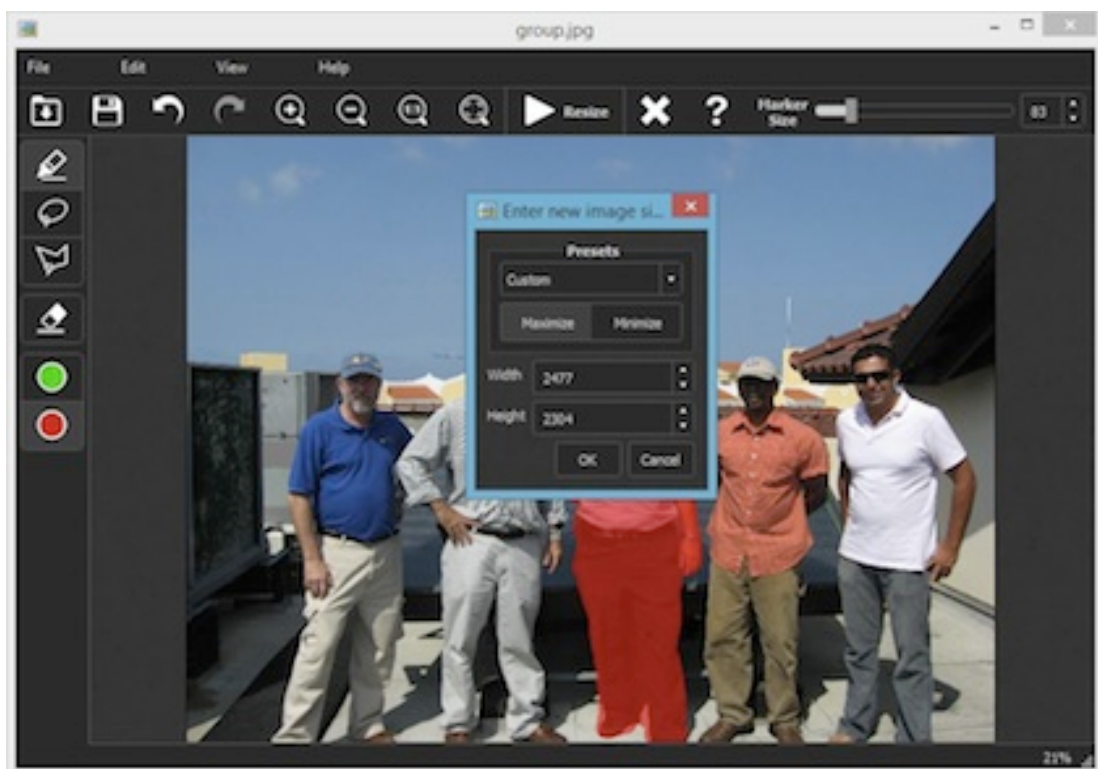 group.jpg
File Edit View Help
Resize
Marker Size
83
Enter new image si...
Presets
Custom
Maximize Minimize
Width 2477
Height 2304
OK Cancel
21%